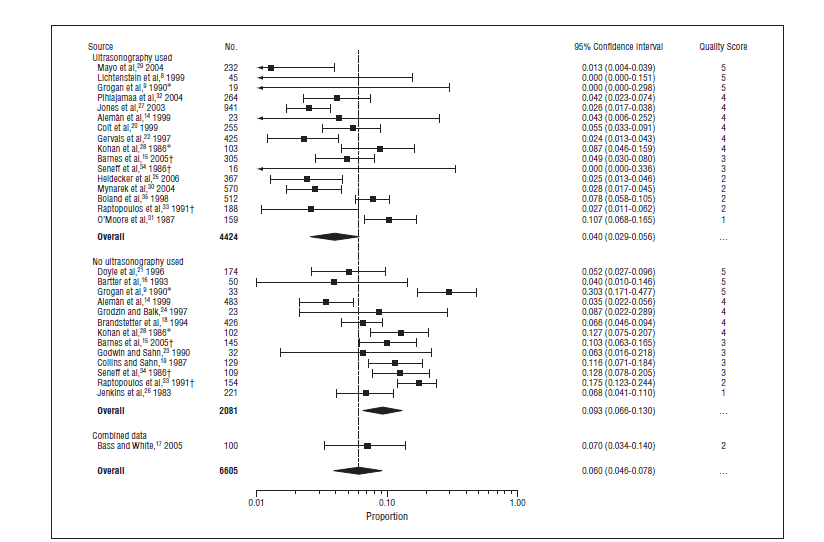 Source No. 95% Confidence Interval Quality Score
Ultrasonography used
Mayo et al,29 2004 232 0.013 (0.004-0.039) 5
Lichtenstein et al,8 1999 45 0.000 (0.000-0.151) 5
Grogan et al,9 1990* 19 0.000 (0.000-0.298) 5
Pihlajamaa et al,32 2004 264 0.042 (0.023-0.074) 4
Jones et al,27 2003 941 0.026 (0.017-0.038) 4
Alemán et al,14 1999 23 0.043 (0.006-0.252) 4
Colt et al,20 1999 255 0.055 (0.033-0.091) 4
Gervais et al,22 1997 425 0.024 (0.013-0.043) 4
Kohan et al,28 1986* 103 0.087 (0.046-0.159) 4
Barnes et al,15 2005† 305 0.049 (0.030-0.080) 3
Seneff et al,34 1986† 16 0.000 (0.000-0.336) 3
Heidecker et al,25 2006 367 0.025 (0.013-0.046) 2
Mynarek et al,30 2004 570 0.028 (0.017-0.045) 2
Boland et al,35 1998 512 0.078 (0.058-0.105) 2
Raptopoulos et al,33 1991† 188 0.027 (0.011-0.062) 2
O'Moore et al,31 1987 159 0.107 (0.068-0.165) 1
Overall 4424 0.040 (0.029-0.056) ...
No ultrasonography used
Doyle et al,21 1996 174 0.052 (0.027-0.096) 5
Bartter et al,16 1993 50 0.040 (0.010-0.146) 5
Grogan et al,9 1990* 33 0.303 (0.171-0.477) 5
Alemán et al,14 1999 483 0.035 (0.022-0.056) 4
Grodzin and Balk,24 1997 23 0.087 (0.022-0.289) 4
Brandstetter et al,18 1994 426 0.066 (0.046-0.094) 4
Kohan et al,28 1986* 102 0.127 (0.075-0.207) 4
Barnes et al,15 2005† 145 0.103 (0.063-0.165) 3
Godwin and Sahn,23 1990 32 0.063 (0.016-0.218) 3
Collins and Sahn,19 1987 129 0.116 (0.071-0.184) 3
Seneff et al,34 1986† 109 0.128 (0.078-0.205) 3
Raptopoulos et al,33 1991† 154 0.175 (0.123-0.244) 2
Jenkins et al,26 1983 221 0.068 (0.041-0.110) 1
Overall 2081 0.093 (0.066-0.130) ...
Combined data
Bass and White,17 2005 100 0.070 (0.034-0.140) 2
Overall 6605 0.060 (0.046-0.078) ...
0.01 0.10 1.00
Proportion